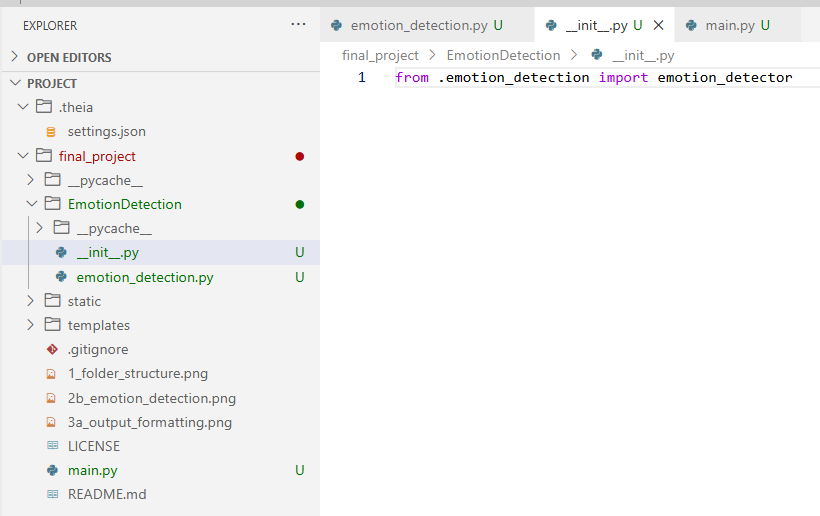 EXPLORER ...
OPEN EDITORS
PROJECT
.theia
settings.json
final_project
__pycache__
EmotionDetection
__pycache__
__init__.py U
emotion_detection.py U
static
templates
.gitignore
1_folder_structure.png
2b_emotion_detection.png
3a_output_formatting.png
LICENSE
main.py U
README.md
emotion_detection.py U __init__.py U main.py U
final_project > EmotionDetection > __init__.py
1 from .emotion_detection import emotion_detector